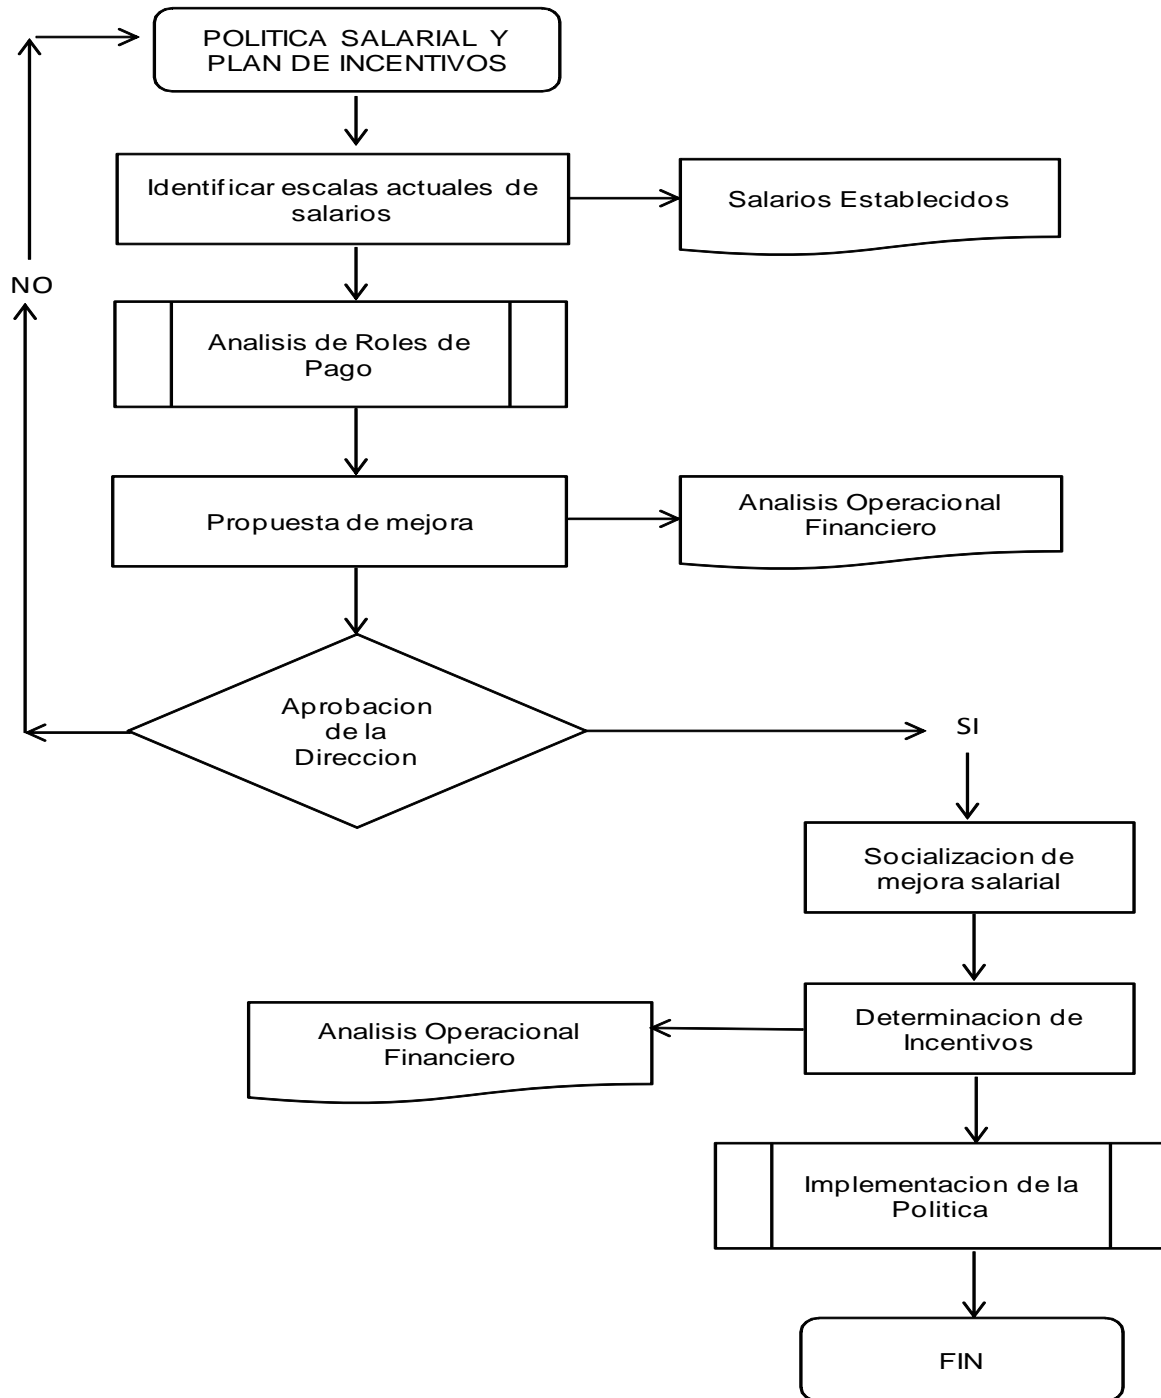 POLITICA SALARIAL Y
PLAN DE INCENTIVOS
Identificar escalas actuales de
salarios
Salarios Establecidos
NO
Analisis de Roles de
Pago
Propuesta de mejora
Analisis Operacional
Financiero
Aprobacion
de la
Direccion
SI
Socializacion de
mejora salarial
Determinacion de
Incentivos
Analisis Operacional
Financiero
Implementacion de la
Politica
FIN